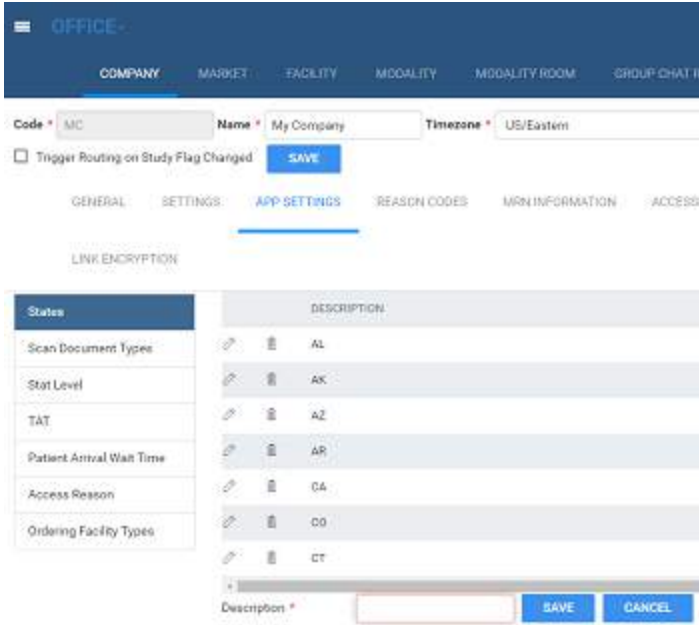 OFFICE-
COMPANY MARKET FACILITY MODALITY MODALITY ROOM GROUP CHAT
Code * MC Name * My Company Timezone * US/Eastern
Trigger Routing on Study Flag Changed SAVE
GENERAL SETTINGS APP SETTINGS REASON CODES MRN INFORMATION ACCESS
LINK ENCRYPTION
States DESCRIPTION
Scan Document Types AL
Stat Level AK
TAT AZ
Patient Arrival Wait Time AR
Access Reason CA
Ordering Facility Types CO
CT
Description * SAVE CANCEL